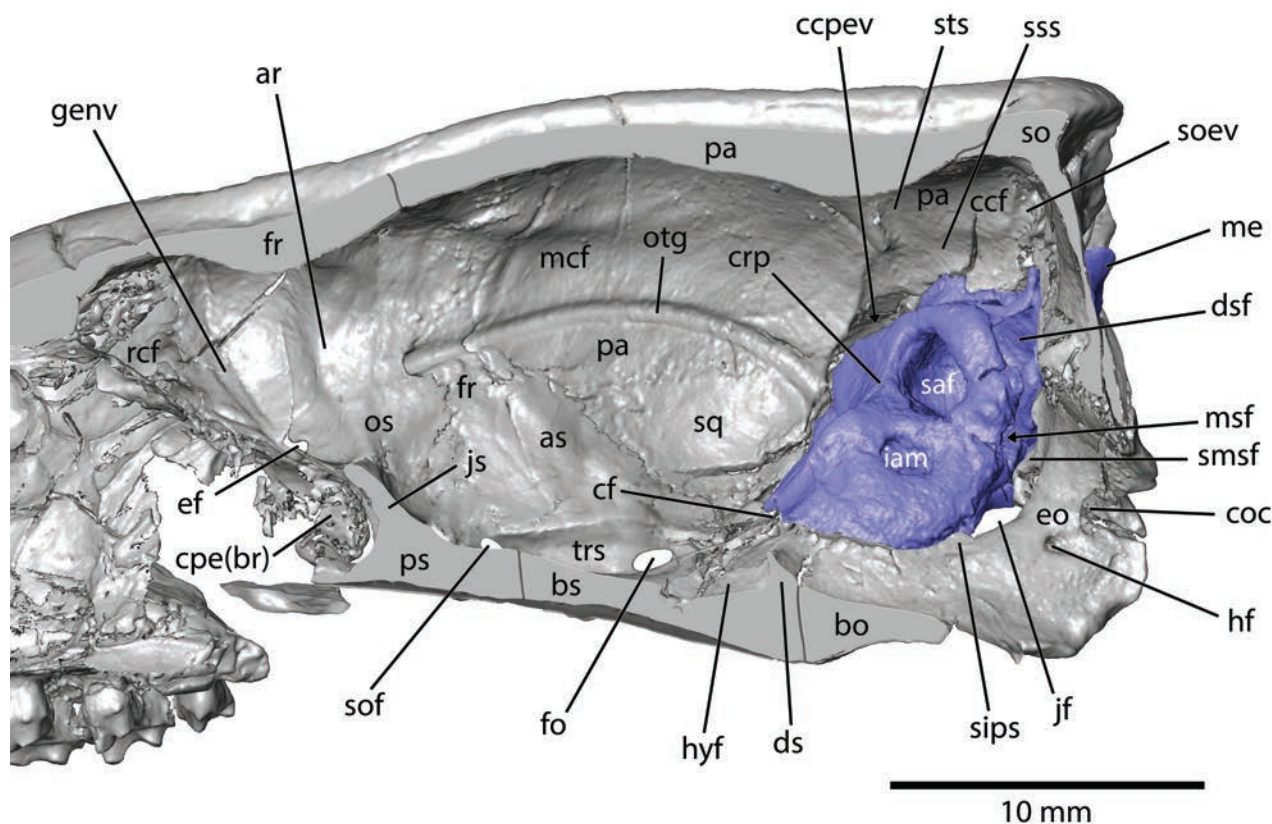 ccpev
sts
sss
ar
genv
so
soev
pa
pa
ccf
fr
otg
me
mcf
crp
dsf
rcf
pa
saf
fr
os
as
sq
msf
js
iam
smsf
ef
cf
eo
coc
cpe(br)
trs
ps
bs
hf
bo
sof
fo
hyf
ds
sips
jf
10 mm